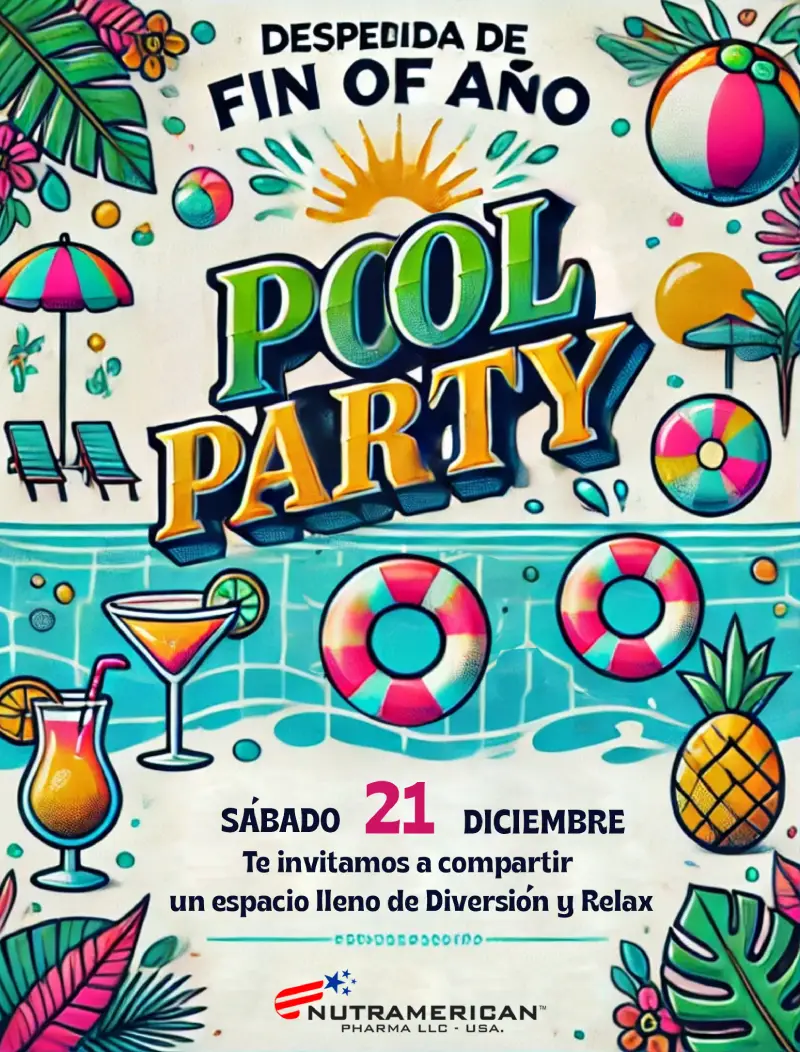 DESPEDIDA DE
FIN OF AÑO
POOL
PARTY
SÁBADO 21 DICIEMBRE
Te invitamos a compartir
un espacio lleno de Diversión y Relax
NUTRAMERICAN™
PHARMA LLC - USA.